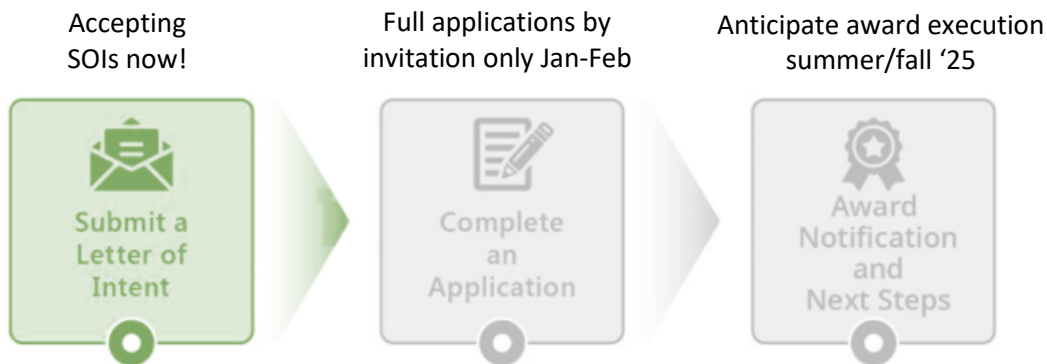 Accepting
SOIs now!
Full applications by
invitation only Jan-Feb
Anticipate award execution
summer/fall ‘25
Submit a
Letter of
Intent
Complete
an
Application
Award
Notification
and
Next Steps